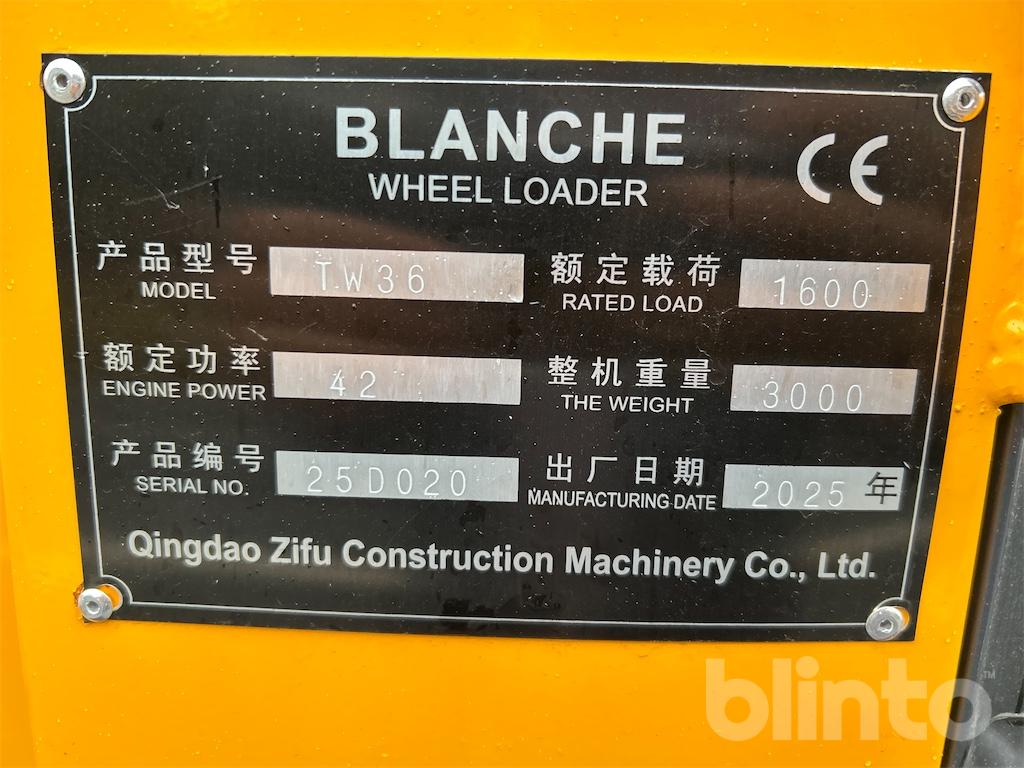 BLANCHE
CE
WHEEL LOADER
产品型号 TW36 额定载荷 1600
MODEL RATED LOAD
额定功率 42 整机重量 3000
ENGINE POWER THE WEIGHT
产品编号 25D020 出厂日期 2025年
SERIAL NO. MANUFACTURING DATE
Qingdao Zifu Construction Machinery Co., Ltd.
blinto™